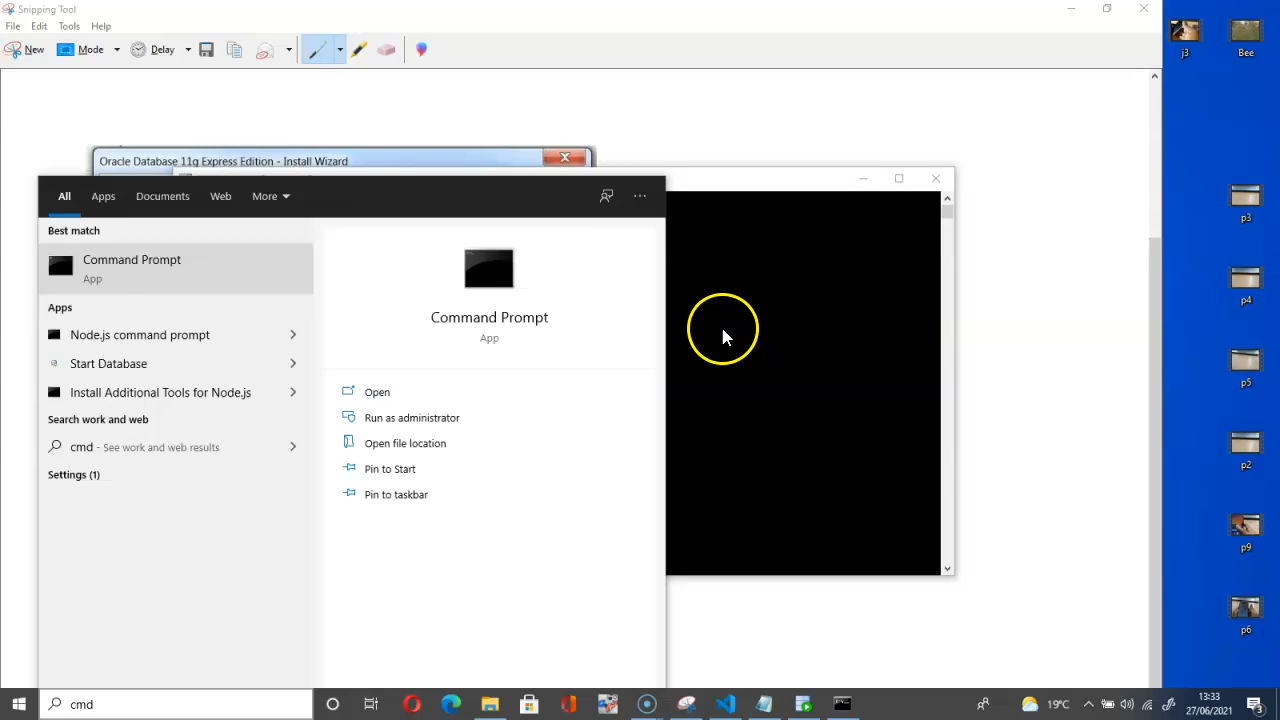 Snipping Tool
File Edit Tools Help
New Mode Delay
Oracle Database 11g Express Edition - Install Wizard
All Apps Documents Web More
Best match
Command Prompt
App
Apps
Node.js command prompt
Start Database
Install Additional Tools for Node.js
Search work and web
cmd - See work and web results
Settings (1)
Command Prompt
App
Open
Run as administrator
Open file location
Pin to Start
Pin to taskbar
j3
Bee
p3
p4
p5
p2
p9
p6
cmd
19°C
13:33
27/06/2021
3